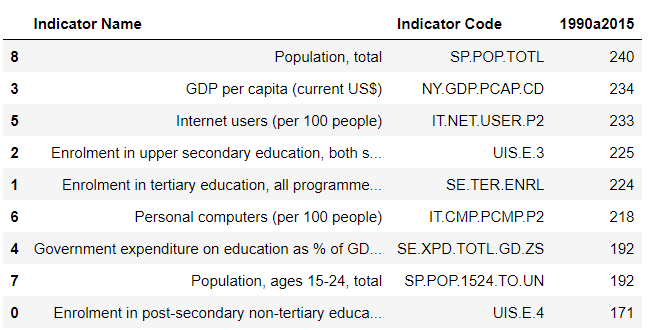 Indicator Name Indicator Code 1990a2015
8 Population, total SP.POP.TOTL 240
3 GDP per capita (current US$) NY.GDP.PCAP.CD 234
5 Internet users (per 100 people) IT.NET.USER.P2 233
2 Enrolment in upper secondary education, both s... UIS.E.3 225
1 Enrolment in tertiary education, all programme... SE.TER.ENRL 224
6 Personal computers (per 100 people) IT.CMP.PCMP.P2 218
4 Government expenditure on education as % of GD... SE.XPD.TOTL.GD.ZS 192
7 Population, ages 15-24, total SP.POP.1524.TO.UN 192
0 Enrolment in post-secondary non-tertiary educa... UIS.E.4 171